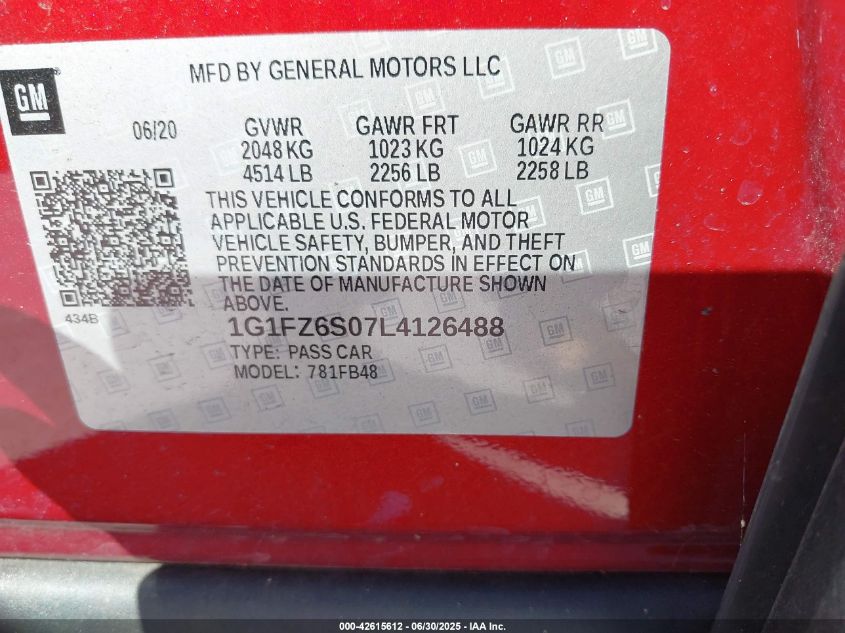 MFD BY GENERAL MOTORS LLC
GM
06/20 GVWR GAWR FRT GAWR RR
2048 KG 1023 KG 1024 KG
4514 LB 2256 LB 2258 LB
THIS VEHICLE CONFORMS TO ALL
APPLICABLE U.S. FEDERAL MOTOR
VEHICLE SAFETY, BUMPER, AND THEFT
PREVENTION STANDARDS IN EFFECT ON
THE DATE OF MANUFACTURE SHOWN
ABOVE.
434B
1G1FZ6S07L4126488
TYPE: PASS CAR
MODEL: 781FB48
000-42615612 - 06/30/2025 - IAA Inc.